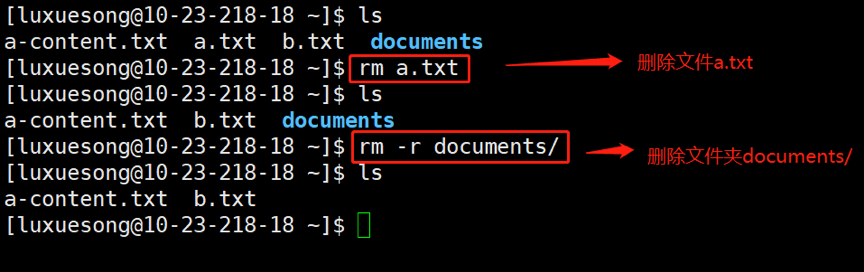 [luxuesong@10-23-218-18 ~]$ ls
a-content.txt  a.txt  b.txt  documents
[luxuesong@10-23-218-18 ~]$ rm a.txt 删除文件a.txt
[luxuesong@10-23-218-18 ~]$ ls
a-content.txt  b.txt  documents
[luxuesong@10-23-218-18 ~]$ rm -r documents/ 删除文件夹documents/
[luxuesong@10-23-218-18 ~]$ ls
a-content.txt  b.txt
[luxuesong@10-23-218-18 ~]$